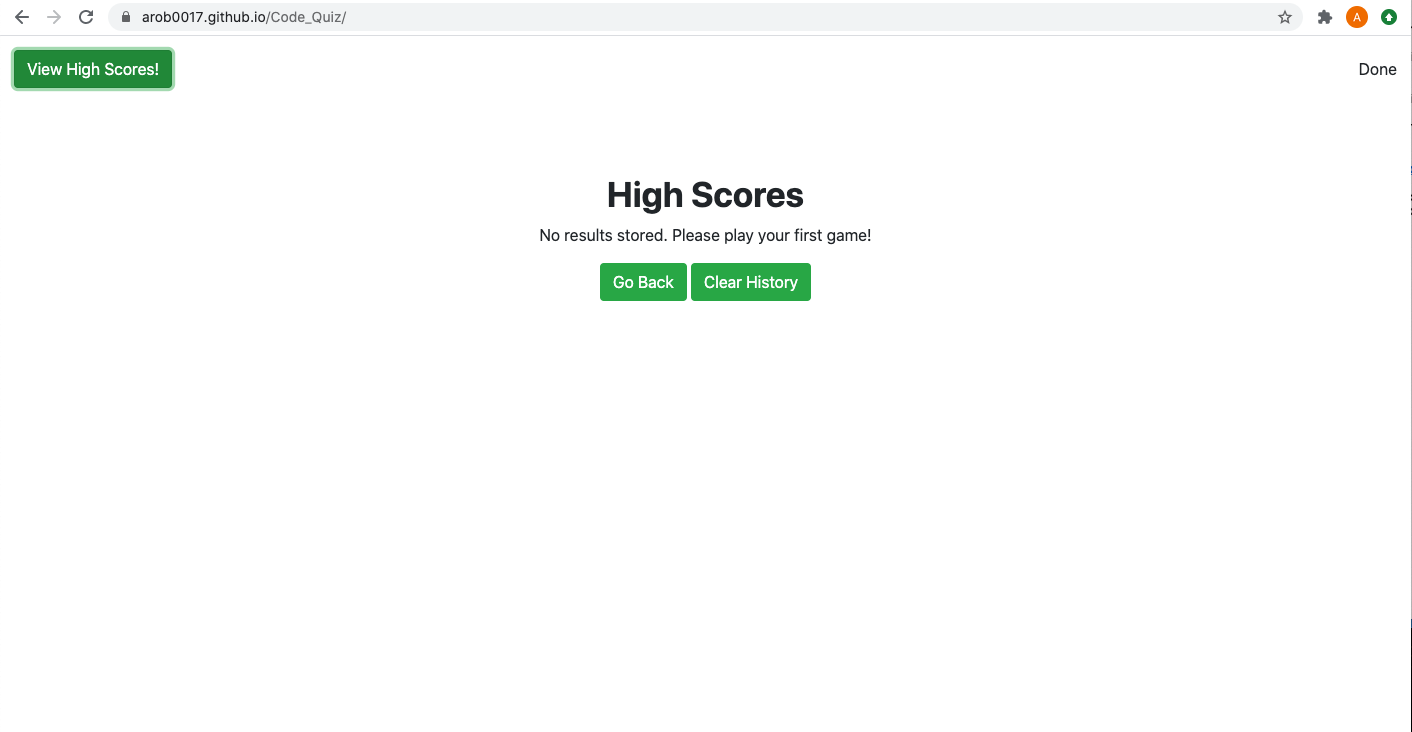 arob0017.github.io/Code_Quiz/
A
View High Scores!
Done
High Scores
No results stored. Please play your first game!
Go Back
Clear History